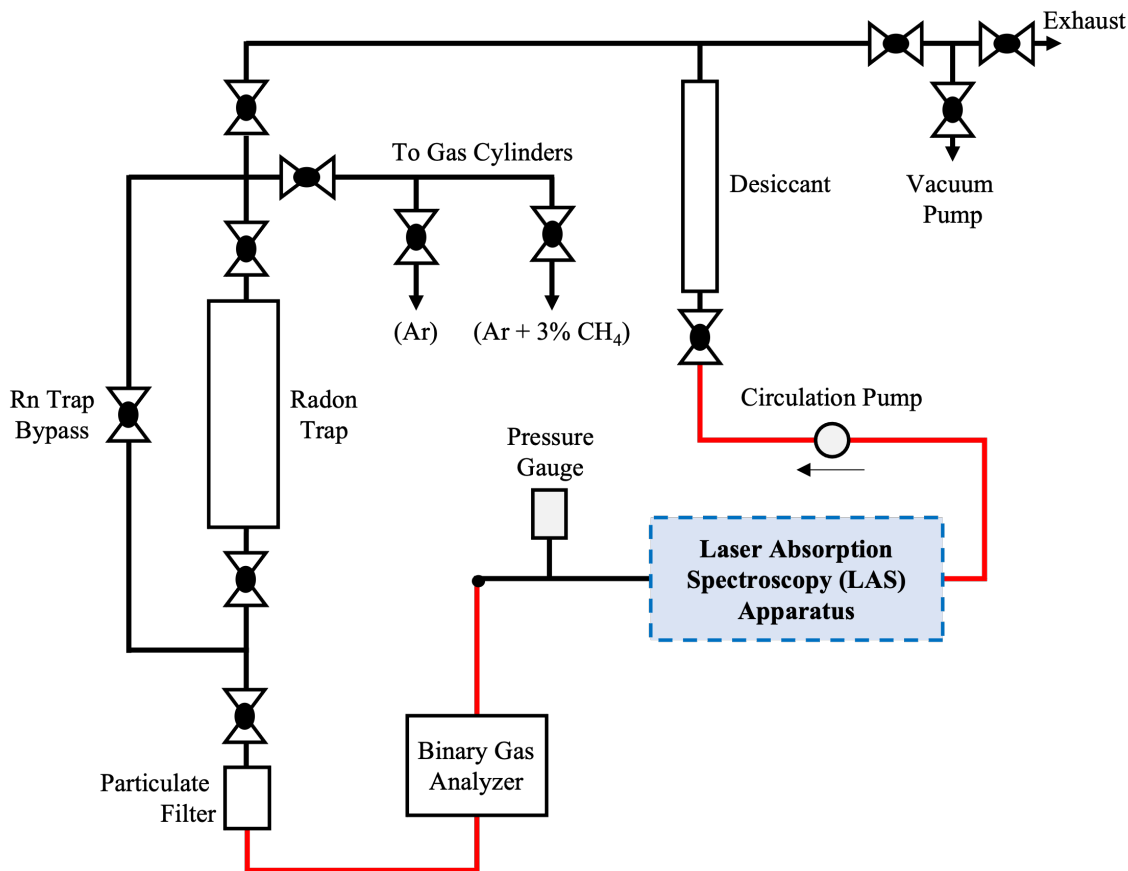 Exhaust
To Gas Cylinders
Desiccant
Vacuum
Pump
(Ar)
(Ar + 3% CH₄)
Rn Trap
Bypass
Radon
Trap
Circulation Pump
Pressure
Gauge
Laser Absorption
Spectroscopy (LAS)
Apparatus
Binary Gas
Analyzer
Particulate
Filter